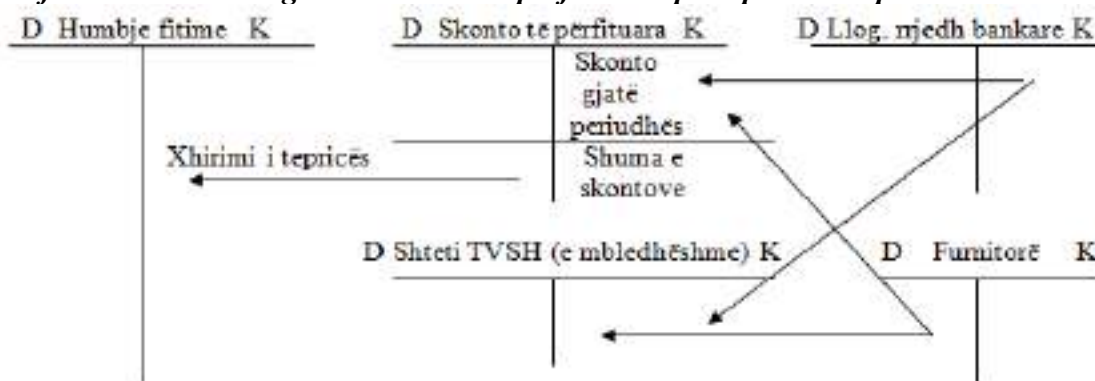 D Humbje fitime K
D Skonto të përfituara K
D Llog. rrjedh bankare K
Skonto
gjatë
periudhës
Xhirimi i tepricës
Shuma e
skontove
D Shteti TVSH (e mbledhëshme) K
D Furnitorë K